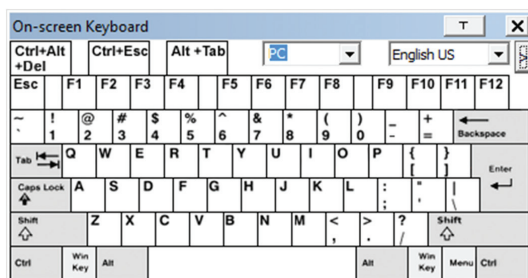 On-screen Keyboard T X
Ctrl+Alt Ctrl+Esc Alt +Tab PC English US
+Del
Esc F1 F2 F3 F4 F5 F6 F7 F8 F9 F10 F11 F12
~ ! @ # $ % ^ & * ( ) _ +
` 1 2 3 4 5 6 7 8 9 0 - = Backspace
Tab Q W E R T Y U I O P { }
[ ] Enter
Caps Lock A S D F G H J K L : " |
; ' \
Shift Z X C V B N M < > ? Shift
, . /
Ctrl Win Key Alt Alt Win Key Menu Ctrl